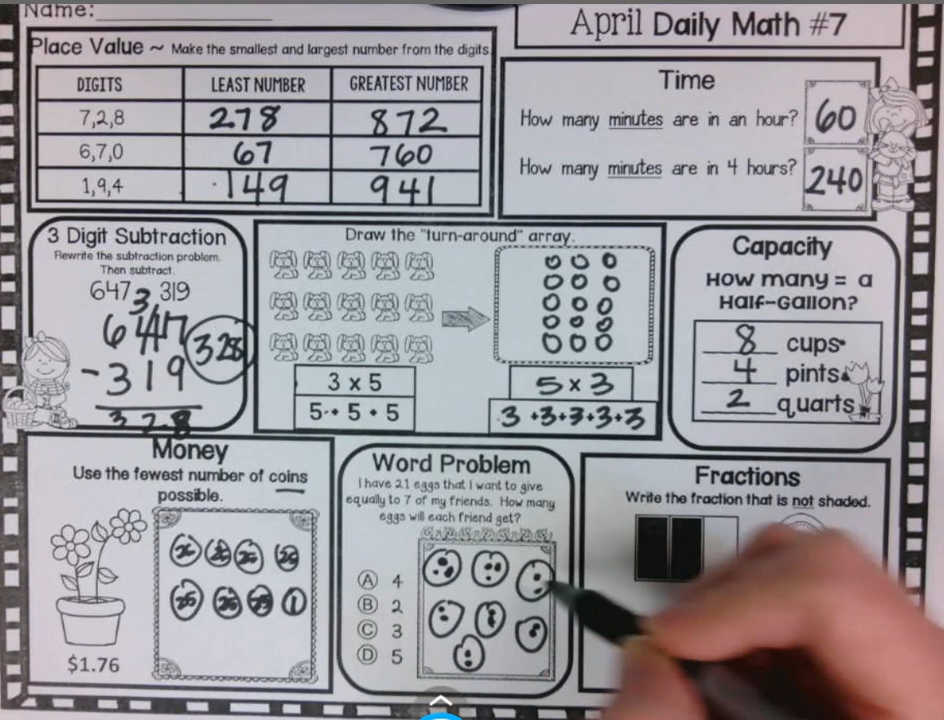 Name:
April Daily Math #7
Place Value ~ Make the smallest and largest number from the digits.
DIGITS LEAST NUMBER GREATEST NUMBER
7,2,8 278 872
6,7,0 67 760
1,9,4 149 941
Time
How many minutes are in an hour? 60
How many minutes are in 4 hours? 240
3 Digit Subtraction
Rewrite the subtraction problem.
Then subtract.
647 319
3
647
-319
328
328
Draw the "turn-around" array.
3 x 5
5 + 5 + 5
5 x 3
3 +3+3+3+3
Capacity
How many = a
Half-Gallon?
8 cups
4 pints
2 quarts
Money
Use the fewest number of coins
possible.
25 25
25 25 1
$1.76
Word Problem
I have 21 eggs that I want to give
equally to 7 of my friends. How many
eggs will each friend get?
A 4
B 2
C 3
D 5
Fractions
Write the fraction that is not shaded.